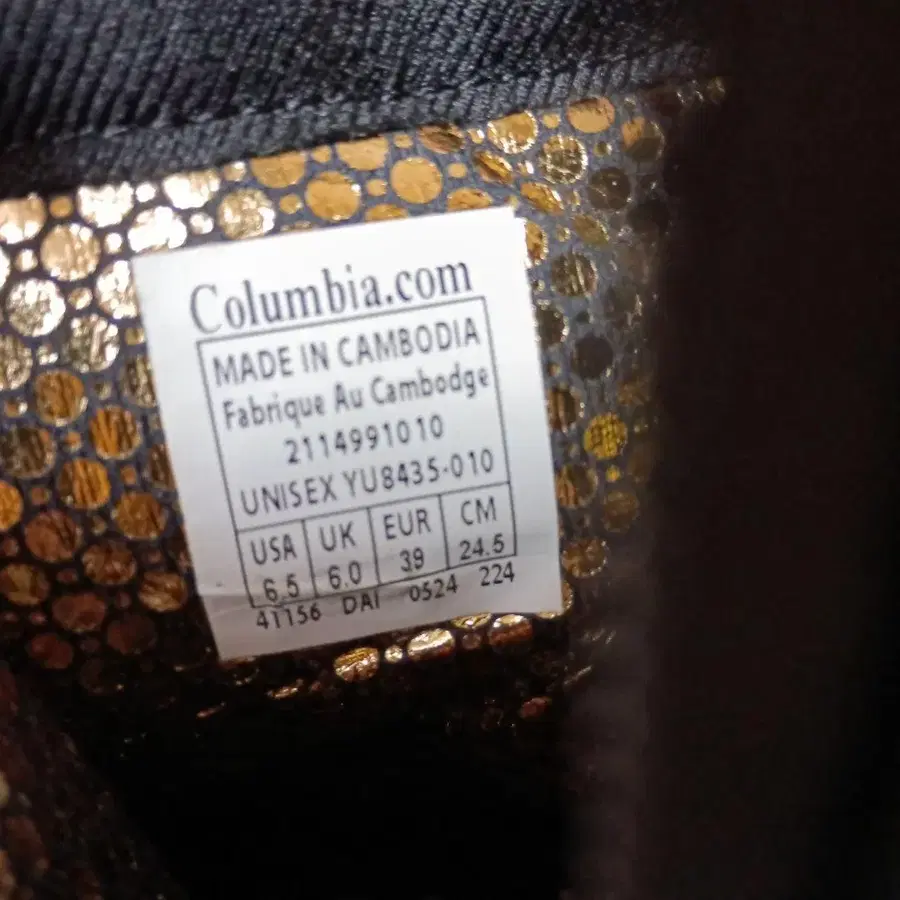 Columbia.com
MADE IN CAMBODIA
Fabrique Au Cambodge
2114991010
UNISEX YU8435-010
USA UK EUR CM
6.5 6.0 39 24.5
41156 DAI 0524 224